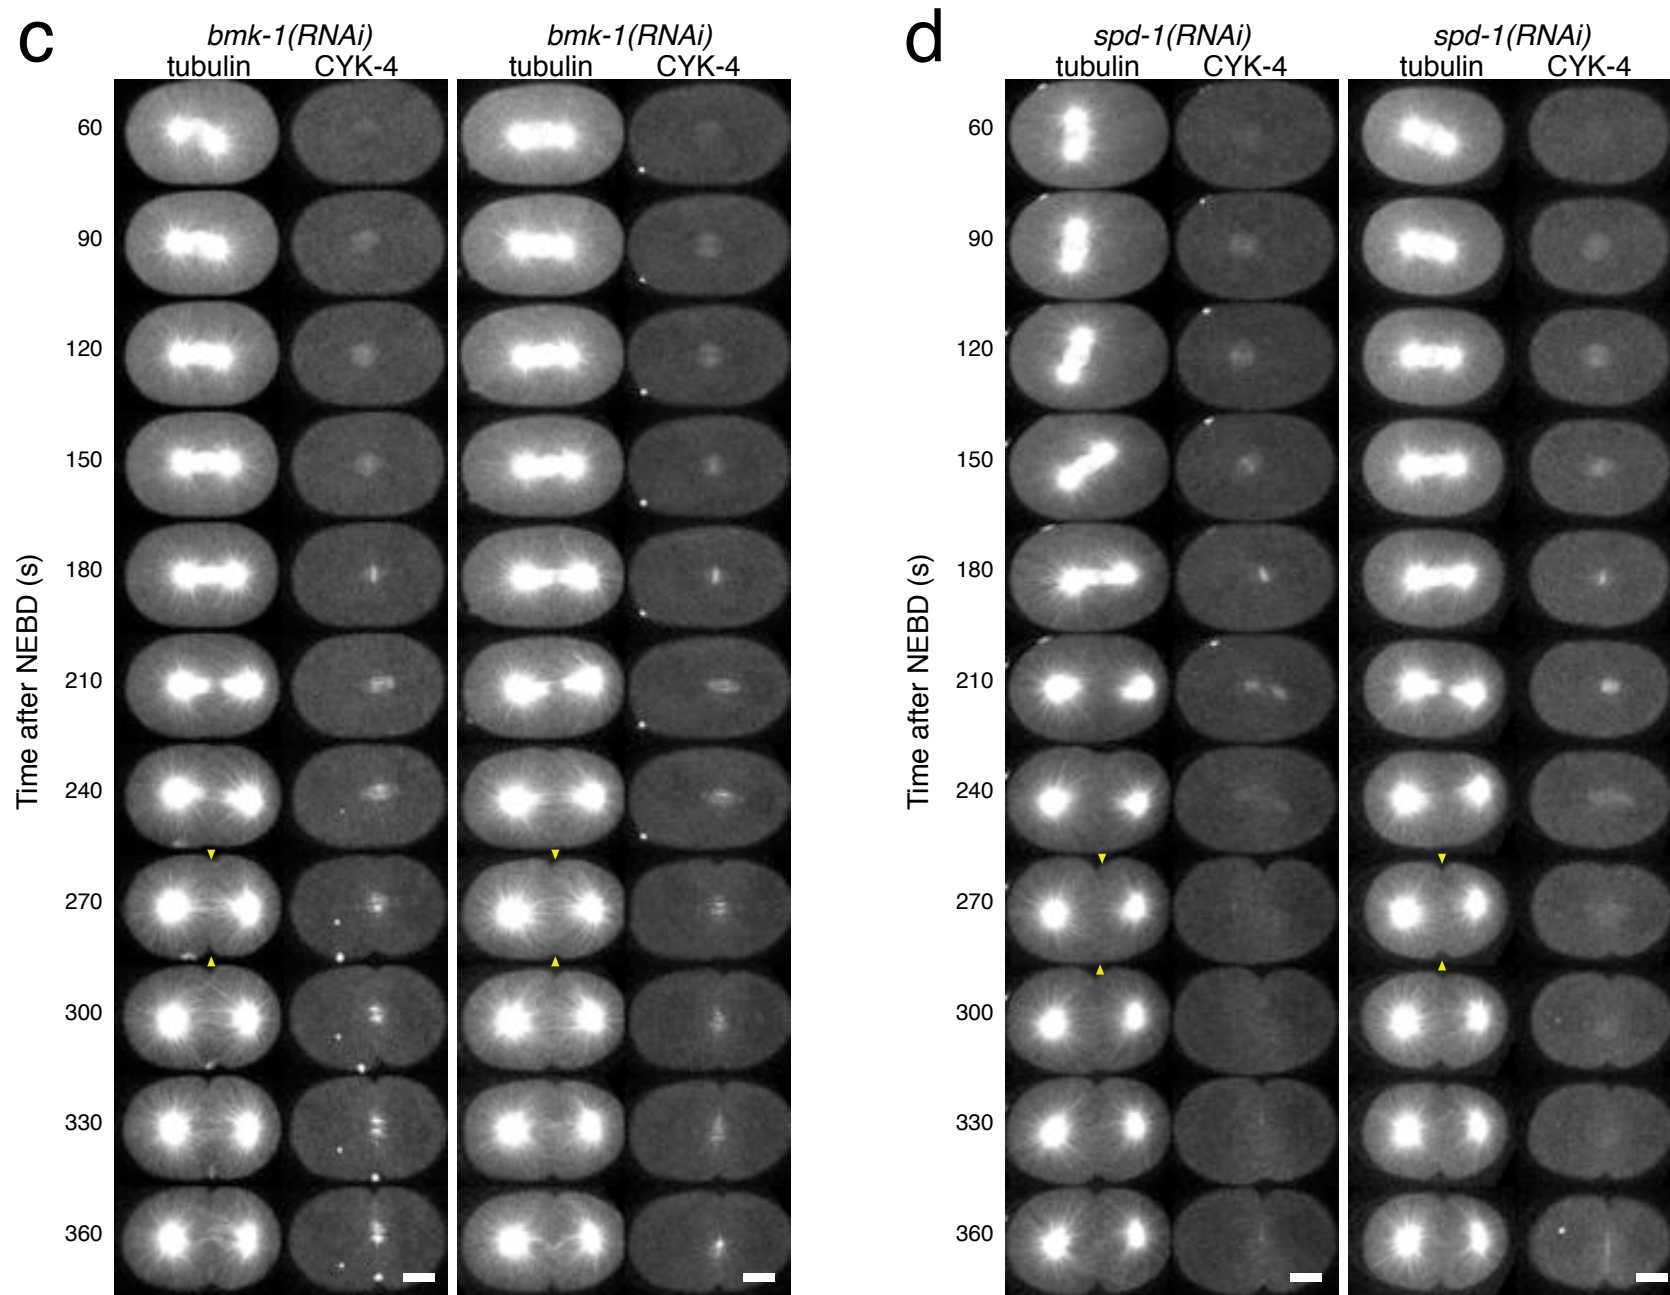 c
bmk-1(RNAi) bmk-1(RNAi)
tubulin CYK-4 tubulin CYK-4
Time after NEBD (s)
60
90
120
150
180
210
240
270
300
330
360
d
spd-1(RNAi) spd-1(RNAi)
tubulin CYK-4 tubulin CYK-4
Time after NEBD (s)
60
90
120
150
180
210
240
270
300
330
360